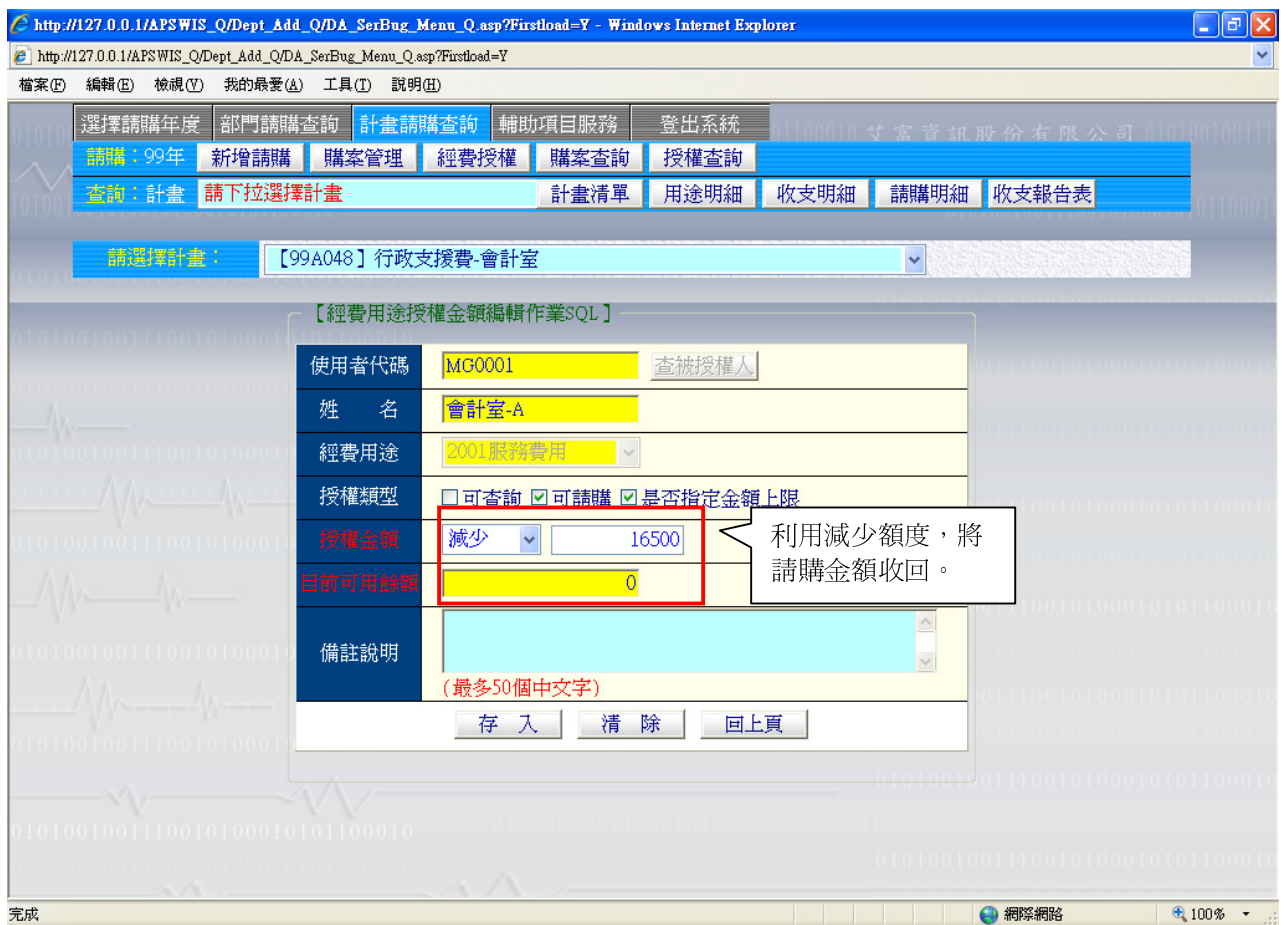 http://127.0.0.1/APSWIS_Q/Dept_Add_Q/DA_SerBug_Menu_Q.asp?Firstload=Y - Windows Internet Explorer
http://127.0.0.1/APSWIS_Q/Dept_Add_Q/DA_SerBug_Menu_Q.asp?Firstload=Y
檔案(F) 編輯(E) 檢視(V) 我的最愛(A) 工具(T) 說明(H)
選擇請購年度 部門請購查詢 計畫請購查詢 輔助項目服務 登出系統
艾富資訊股份有限公司
請購：99年 新增請購 購案管理 經費授權 購案查詢 授權查詢
查詢：計畫 請下拉選擇計畫 計畫清單 用途明細 收支明細 請購明細 收支報告表
請選擇計畫： 【99A048】行政支援費-會計室
【經費用途授權金額編輯作業SQL】
使用者代碼 MG0001 查被授權人
姓 名 會計室-A
經費用途 2001服務費用
授權類型 可查詢 可請購 是否指定金額上限
授權金額 減少 16500
利用減少額度，將
請購金額收回。
目前可用餘額 0
備註說明
(最多50個中文字)
存 入 清 除 回上頁
完成 網際網路 100%